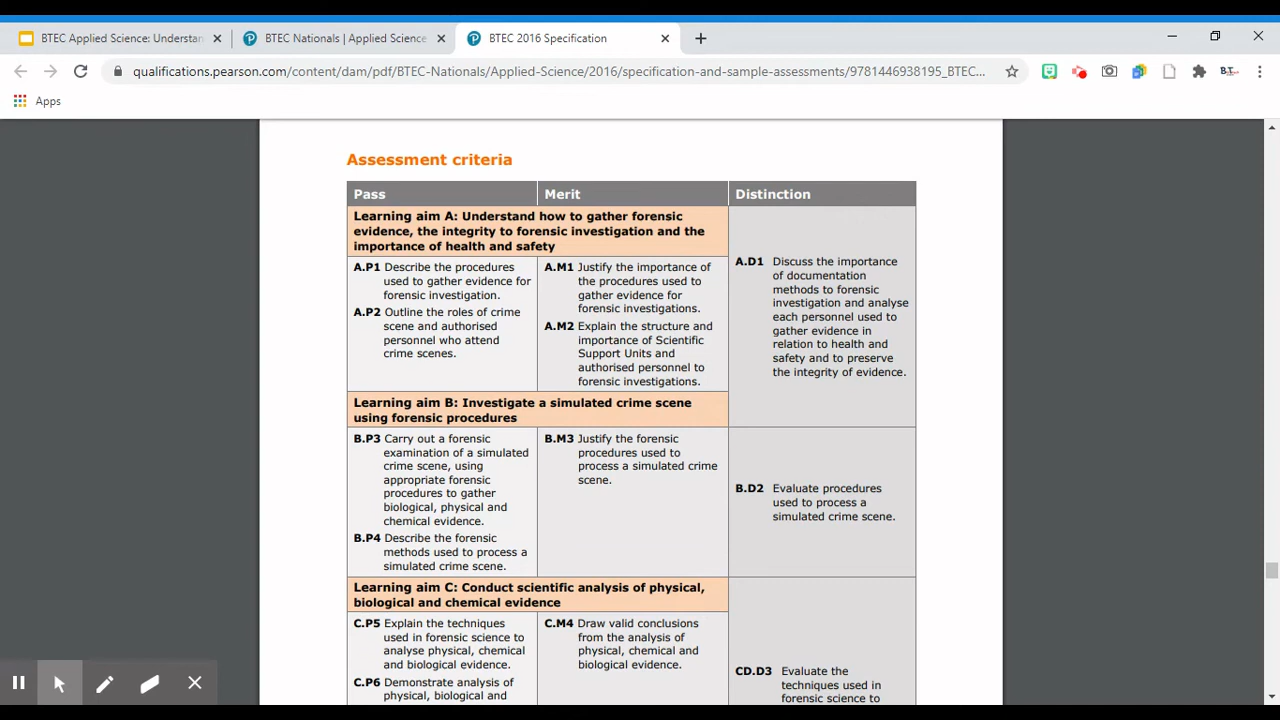 BTEC Applied Science: Understan
BTEC Nationals | Applied Science
BTEC 2016 Specification
qualifications.pearson.com/content/dam/pdf/BTEC-Nationals/Applied-Science/2016/specification-and-sample-assessments/9781446938195_BTEC...
Apps
Assessment criteria
Pass
Merit
Distinction
Learning aim A: Understand how to gather forensic
evidence, the integrity to forensic investigation and the
importance of health and safety
A.P1 Describe the procedures
used to gather evidence for
forensic investigation.
A.P2 Outline the roles of crime
scene and authorised
personnel who attend
crime scenes.
A.M1 Justify the importance of
the procedures used to
gather evidence for
forensic investigations.
A.M2 Explain the structure and
importance of Scientific
Support Units and
authorised personnel to
forensic investigations.
A.D1 Discuss the importance
of documentation
methods to forensic
investigation and analyse
each personnel used to
gather evidence in
relation to health and
safety and to preserve
the integrity of evidence.
Learning aim B: Investigate a simulated crime scene
using forensic procedures
B.P3 Carry out a forensic
examination of a simulated
crime scene, using
appropriate forensic
procedures to gather
biological, physical and
chemical evidence.
B.P4 Describe the forensic
methods used to process a
simulated crime scene.
B.M3 Justify the forensic
procedures used to
process a simulated crime
scene.
B.D2 Evaluate procedures
used to process a
simulated crime scene.
Learning aim C: Conduct scientific analysis of physical,
biological and chemical evidence
C.P5 Explain the techniques
used in forensic science to
analyse physical, chemical
and biological evidence.
C.P6 Demonstrate analysis of
physical, biological and
C.M4 Draw valid conclusions
from the analysis of
physical, chemical and
biological evidence.
CD.D3 Evaluate the
techniques used in
forensic science to